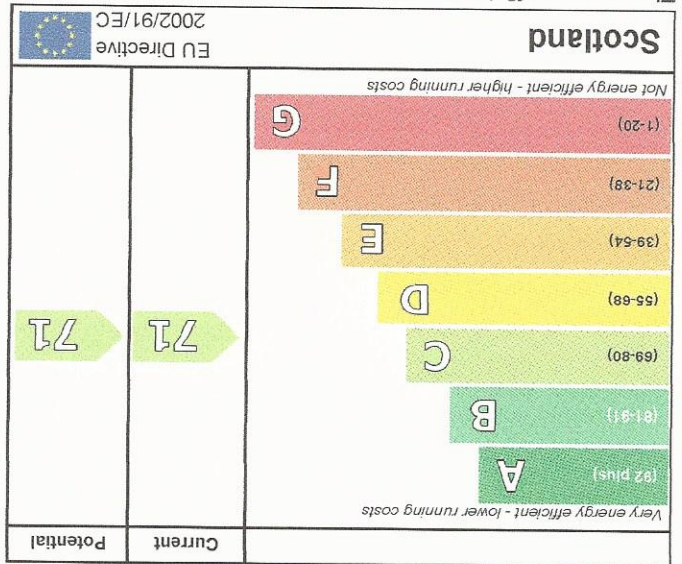 Current Potential
Very energy efficient - lower running costs
(92 plus) A
(81-91) B
(69-80) C
71 71
(55-68) D
(39-54) E
(21-38) F
(1-20) G
Not energy efficient - higher running costs
Scotland
EU Directive
2002/91/EC